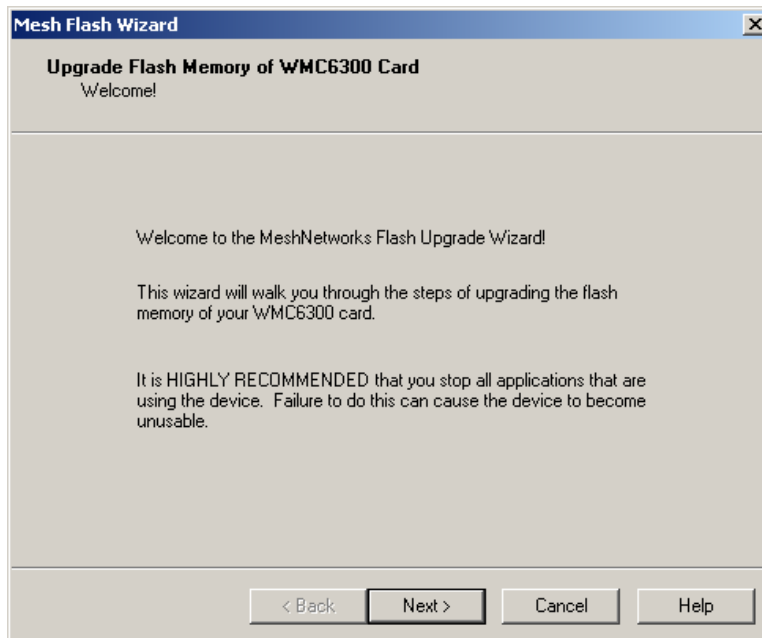 Mesh Flash Wizard
Upgrade Flash Memory of WMC6300 Card
Welcome!
Welcome to the MeshNetworks Flash Upgrade Wizard!
This wizard will walk you through the steps of upgrading the flash
memory of your WMC6300 card.
It is HIGHLY RECOMMENDED that you stop all applications that are
using the device.  Failure to do this can cause the device to become
unusable.
< Back
Next >
Cancel
Help